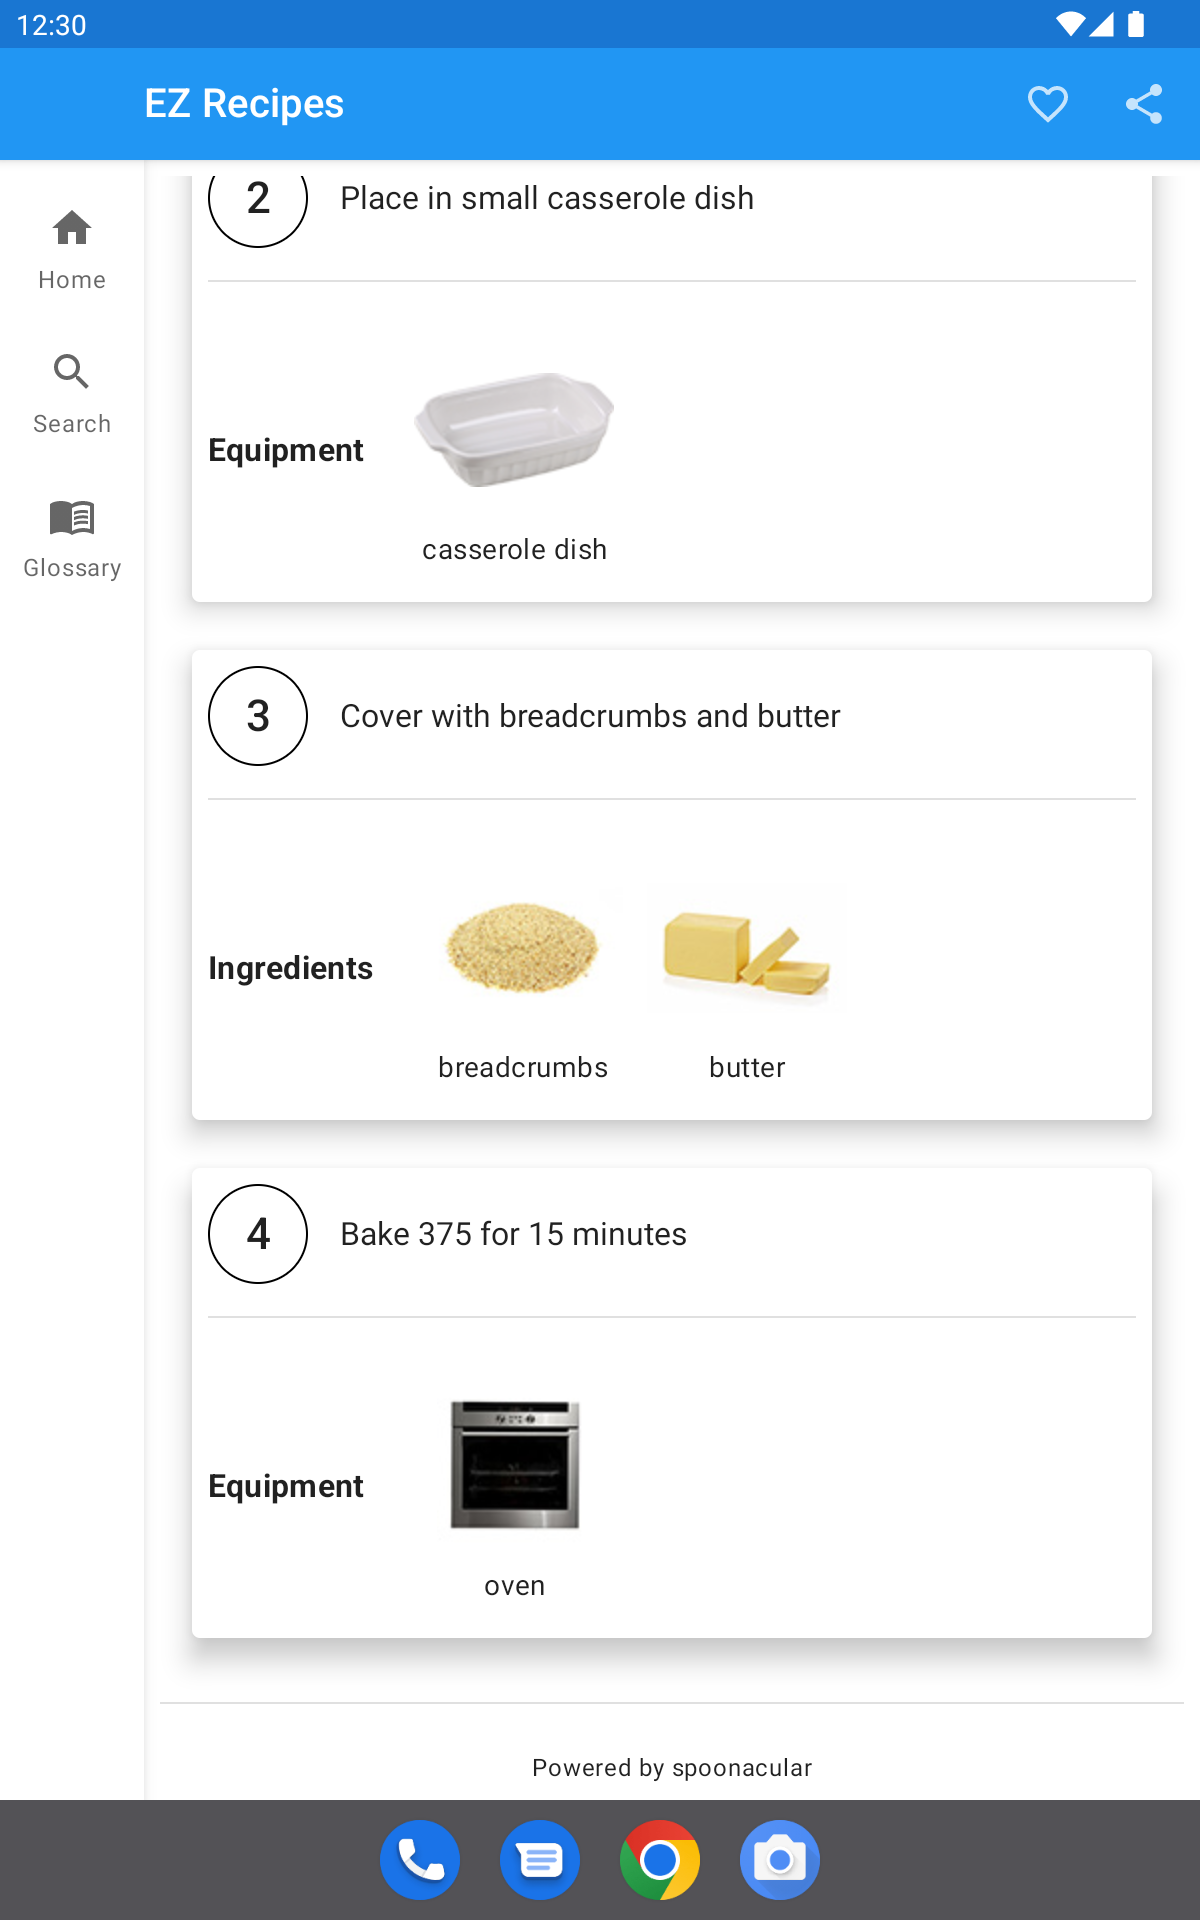 12:30
EZ Recipes
Home
Search
Glossary
2
Place in small casserole dish
Equipment
casserole dish
3
Cover with breadcrumbs and butter
Ingredients
breadcrumbs
butter
4
Bake 375 for 15 minutes
Equipment
oven
Powered by spoonacular